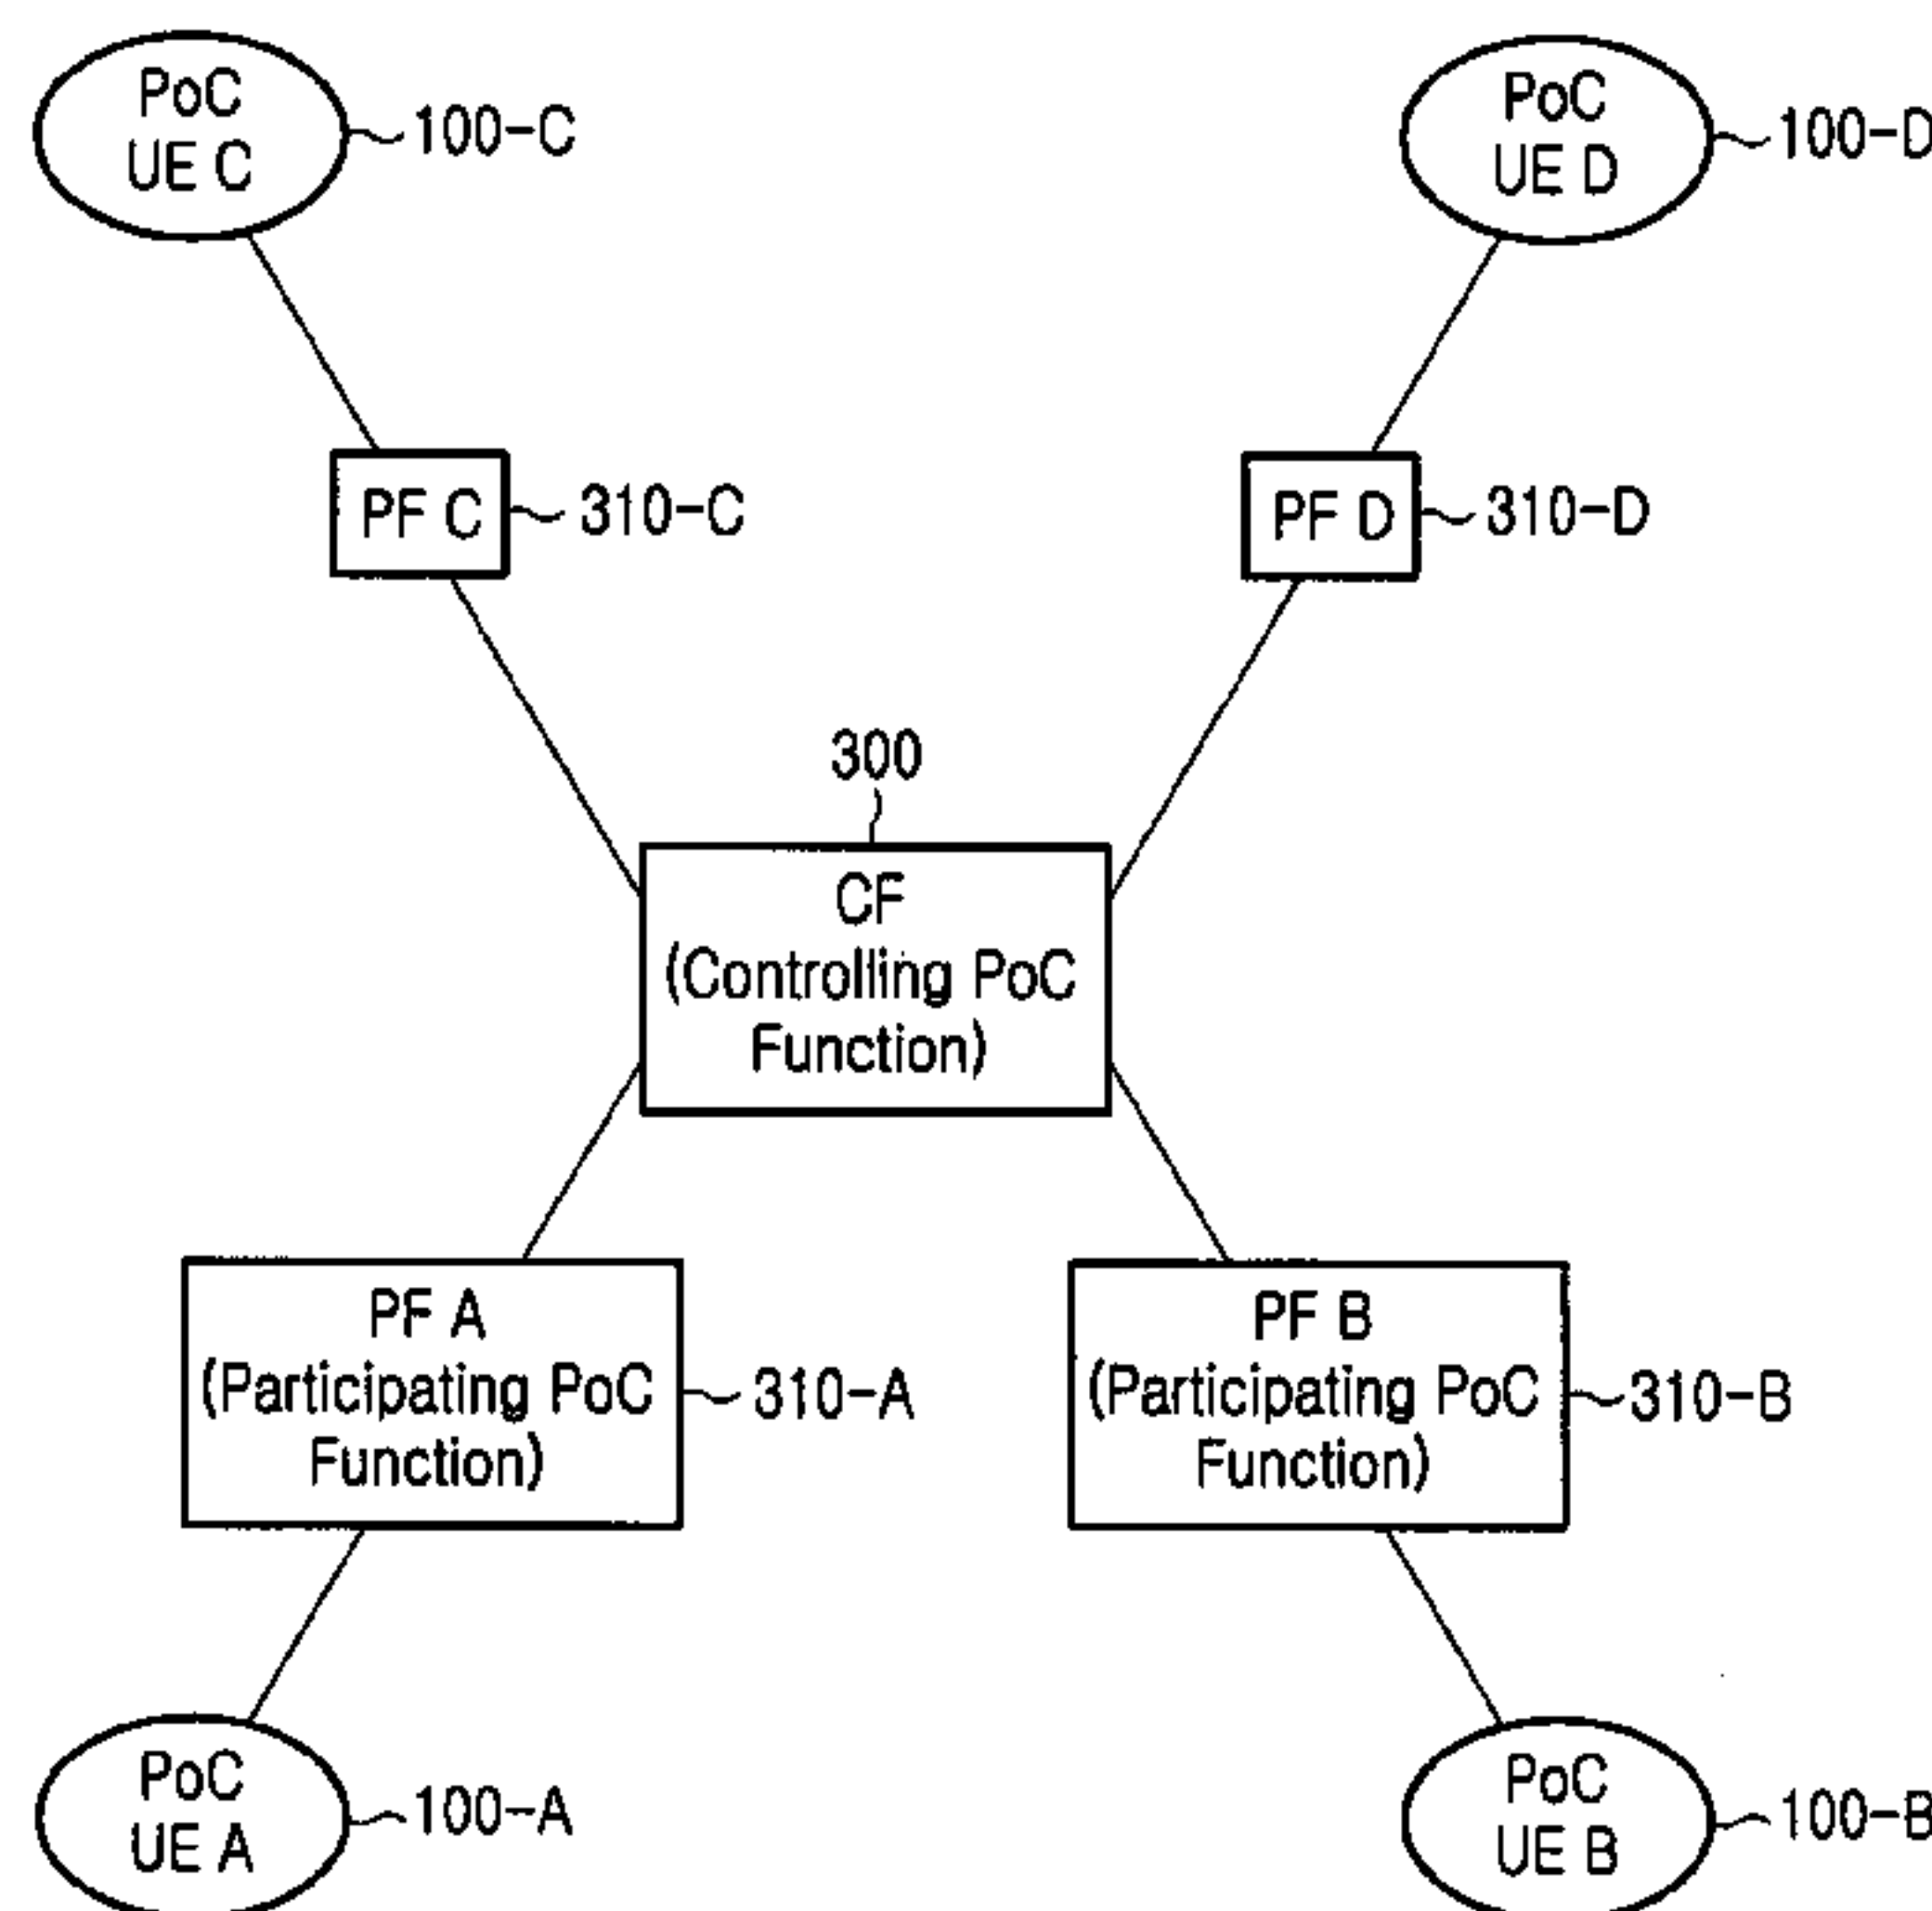 PoC
UE C
100-C
PoC
UE D
100-D
PF C
310-C
PF D
310-D
300
CF
(Controlling PoC
Function)
PF A
(Participating PoC
Function)
310-A
PF B
(Participating PoC
Function)
310-B
PoC
UE A
100-A
PoC
UE B
100-B